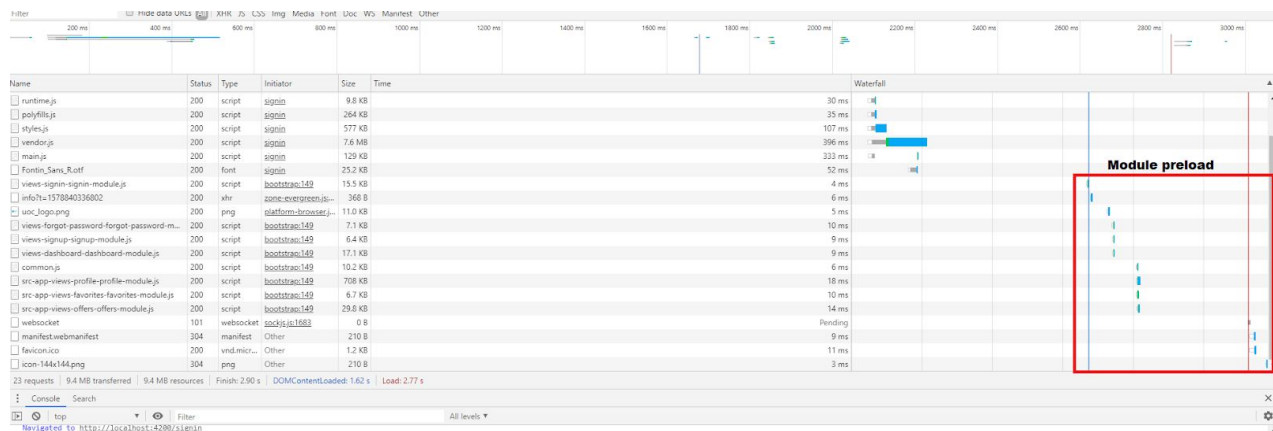 Filter Hide data URLs All XHR JS CSS Img Media Font Doc WS Manifest Other
200 ms 400 ms 600 ms 800 ms 1000 ms 1200 ms 1400 ms 1600 ms 1800 ms 2000 ms 2200 ms 2400 ms 2600 ms 2800 ms 3000 ms
Name Status Type Initiator Size Time Waterfall
runtime.js 200 script signin 9.8 KB 30 ms
polyfills.js 200 script signin 264 KB 35 ms
styles.js 200 script signin 577 KB 107 ms
vendor.js 200 script signin 7.6 MB 396 ms
main.js 200 script signin 129 KB 333 ms
Module preload
Fontin_Sans_R.otf 200 font signin 25.2 KB 52 ms
views-signin-signin-module.js 200 script bootstrap:149 15.5 KB 4 ms
info?t=1578840336802 200 xhr zone-evergreen.js:... 368 B 6 ms
uoc_logo.png 200 png platform-browser.j... 11.0 KB 5 ms
views-forgot-password-forgot-password-m... 200 script bootstrap:149 7.1 KB 10 ms
views-signup-signup-module.js 200 script bootstrap:149 6.4 KB 9 ms
views-dashboard-dashboard-module.js 200 script bootstrap:149 17.1 KB 9 ms
common.js 200 script bootstrap:149 10.2 KB 6 ms
src-app-views-profile-profile-module.js 200 script bootstrap:149 708 KB 18 ms
src-app-views-favorites-favorites-module.js 200 script bootstrap:149 6.7 KB 10 ms
src-app-views-offers-offers-module.js 200 script bootstrap:149 29.8 KB 14 ms
websocket 101 websocket sockjs.js:1683 0 B Pending
manifest.webmanifest 304 manifest Other 210 B 9 ms
favicon.ico 200 vnd.micr... Other 1.2 KB 11 ms
icon-144x144.png 304 png Other 210 B 3 ms
23 requests 9.4 MB transferred 9.4 MB resources Finish: 2.90 s DOMContentLoaded: 1.62 s Load: 2.77 s
Console Search
top Filter All levels
Navigated to http://localhost:4200/signin